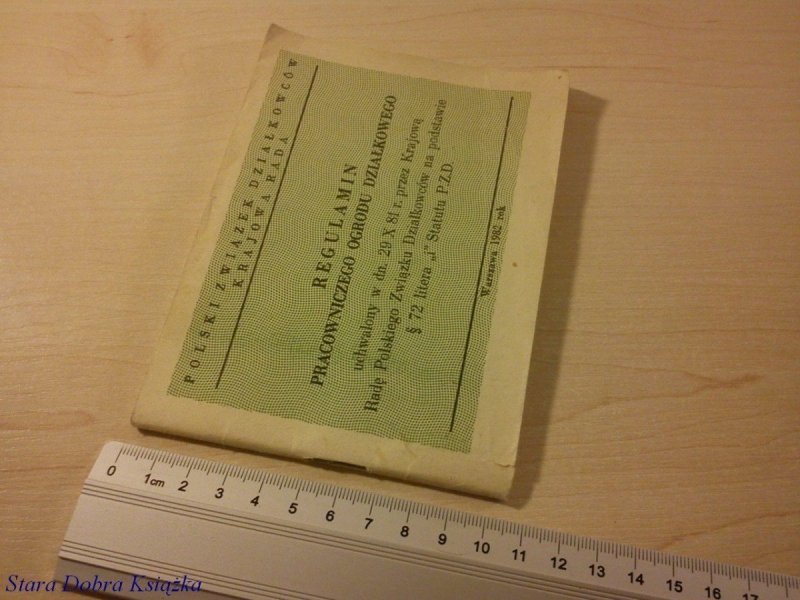 POLSKI ZWIĄZEK DZIAŁKOWCÓW
KRAJOWA RADA
REGULAMIN
PRACOWNICZEGO OGRODU DZIAŁKOWEGO
uchwalony w dn. 29 X 81 r. przez Krajową
Radę Polskiego Związku Działkowców na podstawie
§ 72 litera „i" Statutu P.Z.D.
Warszawa 1982 rok
0 1cm 2 3 4 5 6 7 8 9 10 11 12 13 14 15 16 17
Stara Dobra Książka